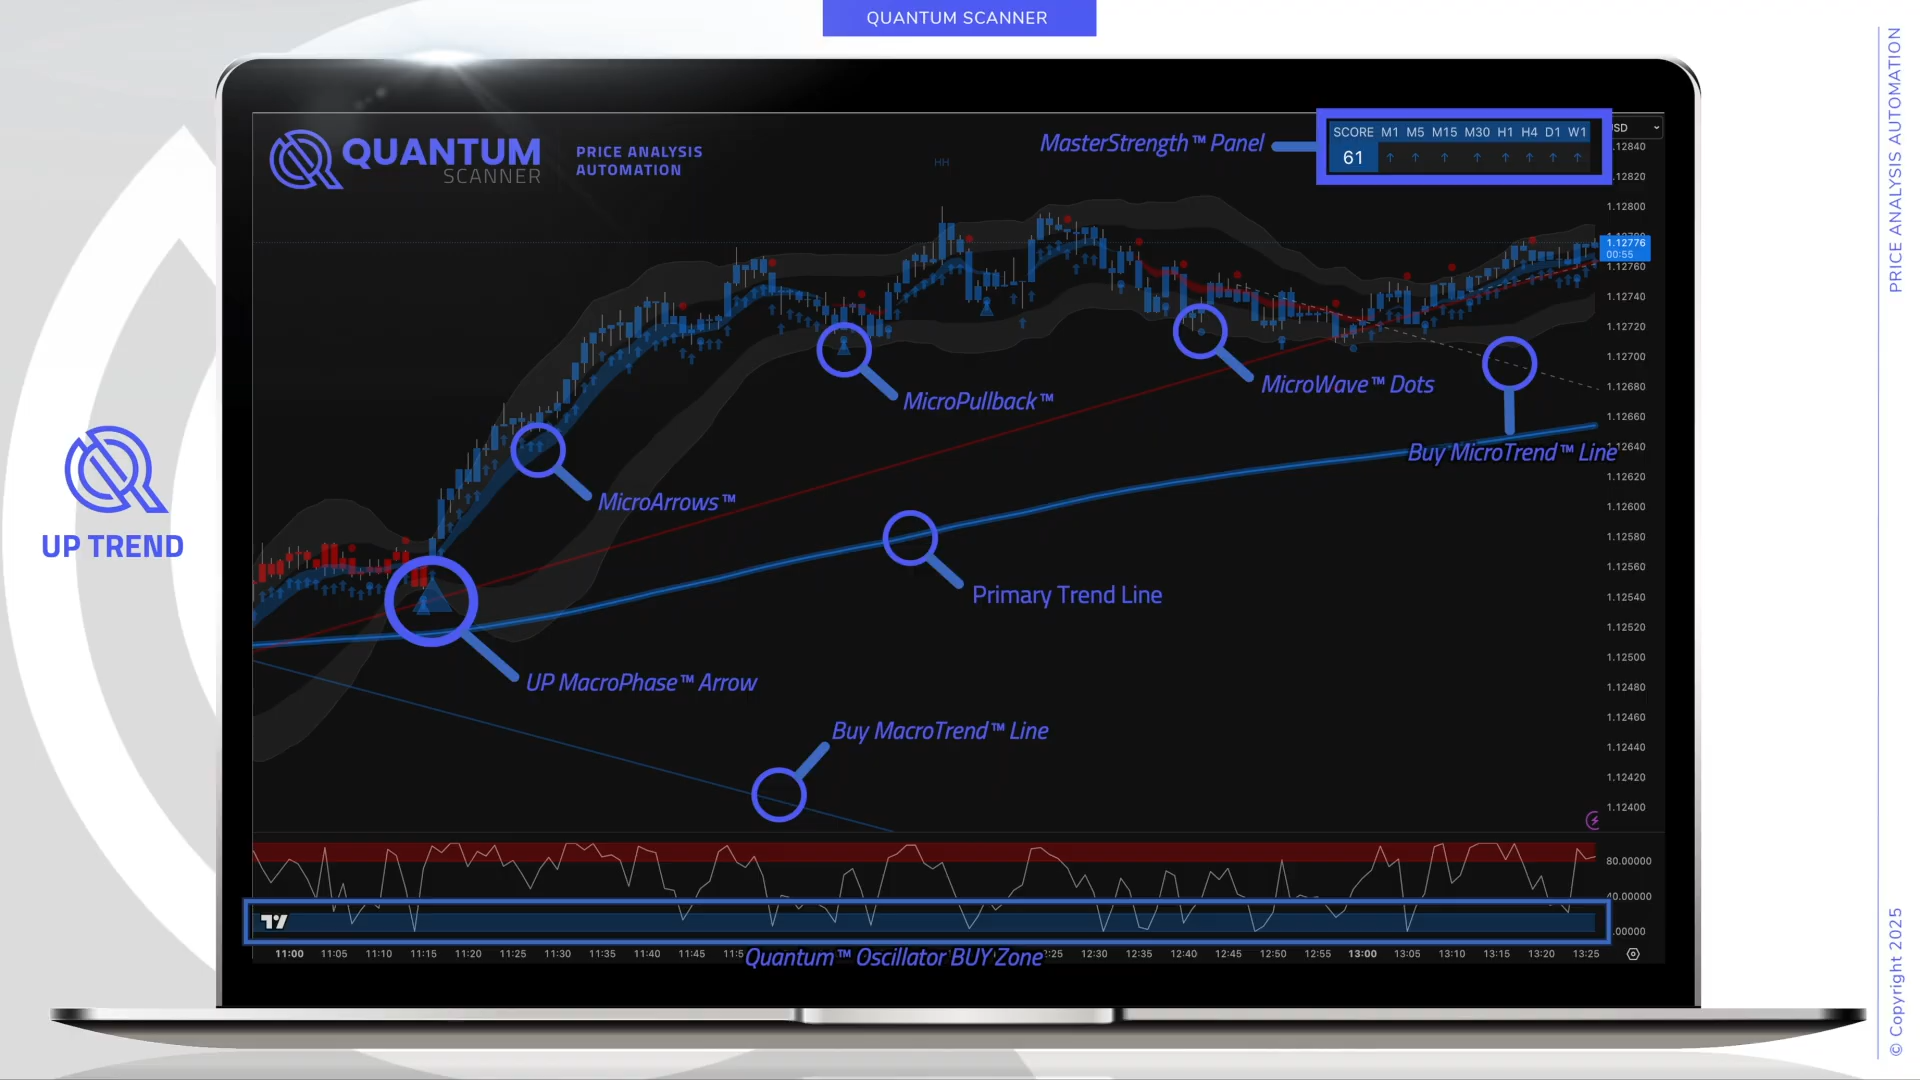 QUANTUM SCANNER
PRICE ANALYSIS AUTOMATION
© Copyright 2025
UP TREND
QUANTUM
SCANNER
PRICE ANALYSIS
AUTOMATION
HH
MasterStrength™ Panel
SCORE M1 M5 M15 M30 H1 H4 D1 W1
61 ↑ ↑ ↑ ↑ ↑ ↑ ↑ ↑
SD
1.12840
1.12820
1.12800
1.12776
00:55
1.12760
1.12740
1.12720
1.12700
1.12680
1.12660
1.12640
1.12620
1.12600
1.12580
1.12560
1.12540
1.12520
1.12500
1.12480
1.12460
1.12440
1.12420
1.12400
MicroPullback™
MicroWave™ Dots
Buy MicroTrend™ Line
MicroArrows™
Primary Trend Line
UP MacroPhase™ Arrow
Buy MacroTrend™ Line
80.00000
40.00000
.00000
11:00 11:05 11:10 11:15 11:20 11:25 11:30 11:35 11:40 11:45 11:5 :25 12:30 12:35 12:40 12:45 12:50 12:55 13:00 13:05 13:10 13:15 13:20 13:25
Quantum™ Oscillator BUY Zone